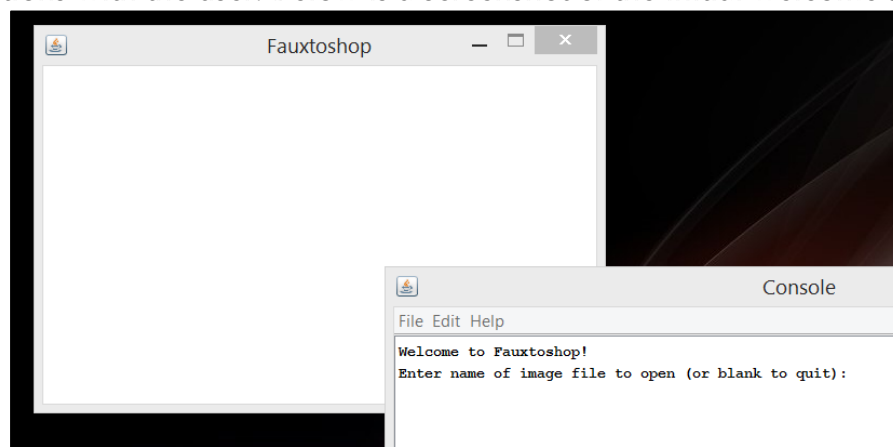 Fauxtoshop
Console
File Edit Help
Welcome to Fauxtoshop!
Enter name of image file to open (or blank to quit):